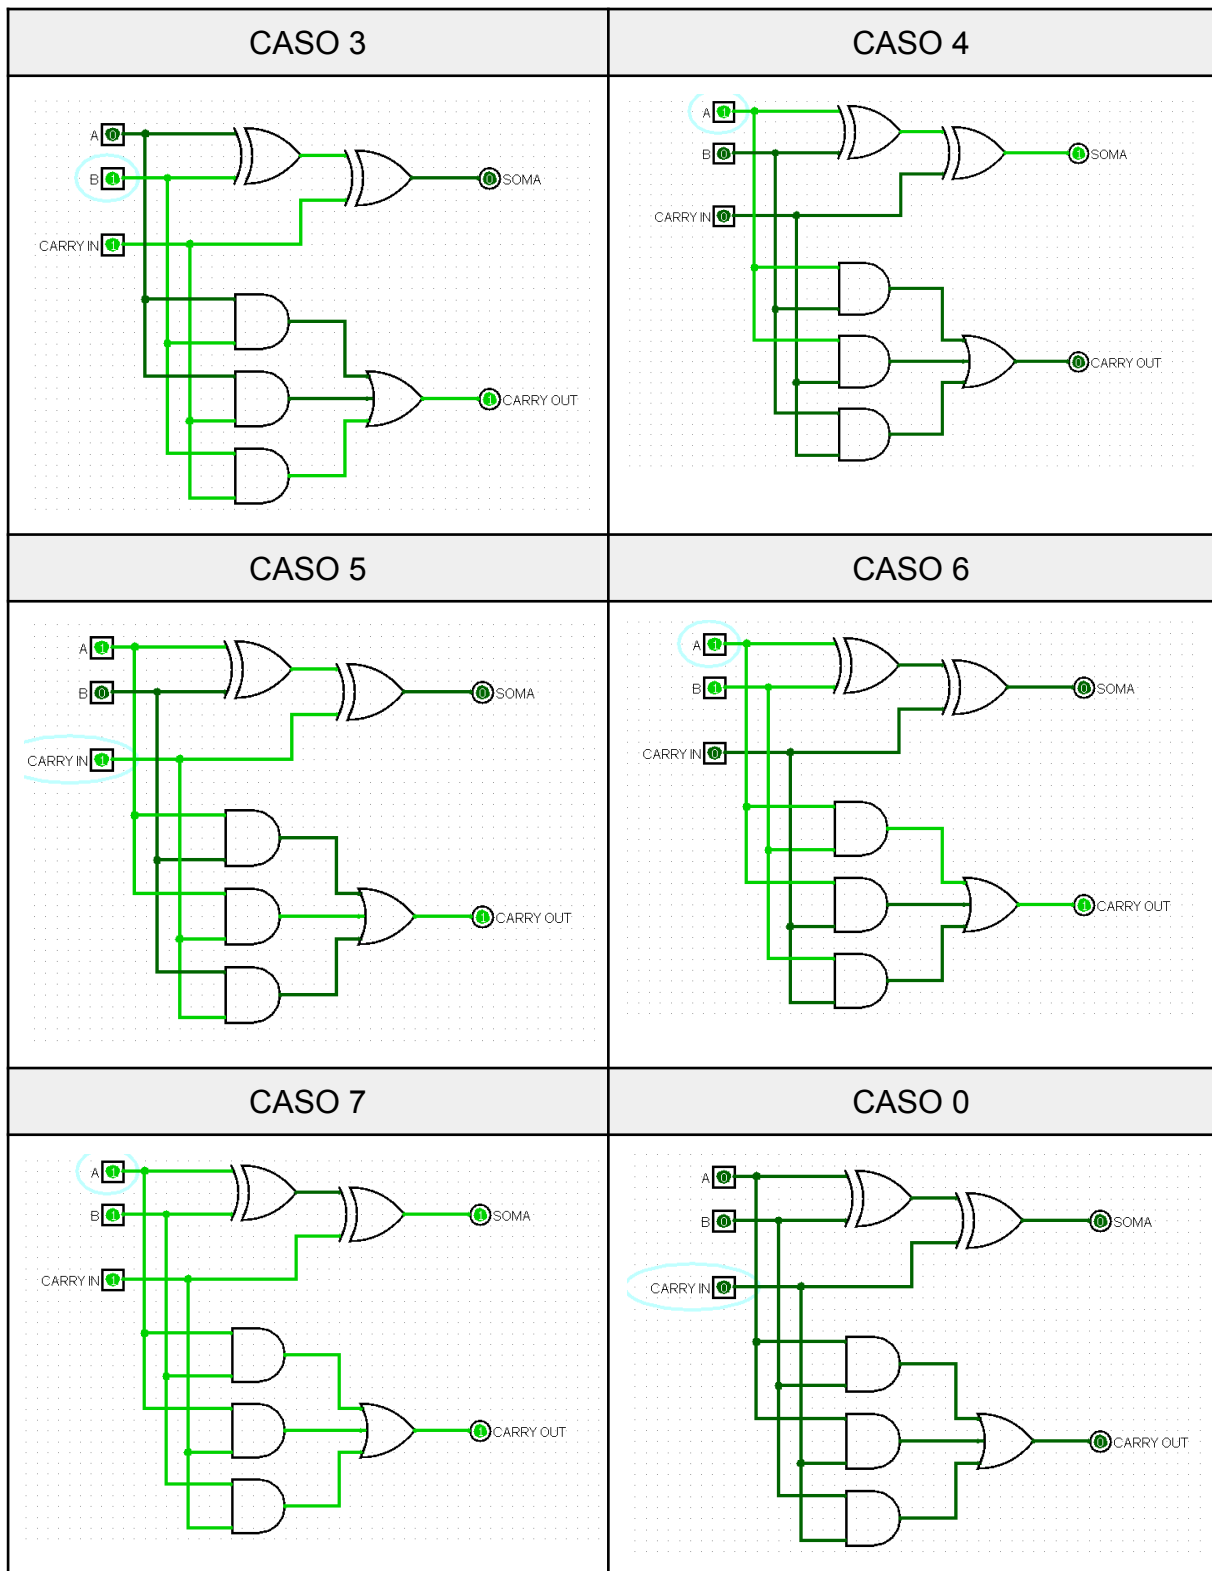 CASO 3
A 0
B 1
CARRY IN 1
0 SOMA
1 CARRY OUT
CASO 4
A 1
B 0
CARRY IN 0
1 SOMA
0 CARRY OUT
CASO 5
A 1
B 0
CARRY IN 1
0 SOMA
1 CARRY OUT
CASO 6
A 1
B 1
CARRY IN 0
0 SOMA
1 CARRY OUT
CASO 7
A 1
B 1
CARRY IN 1
1 SOMA
1 CARRY OUT
CASO 0
A 0
B 0
CARRY IN 0
0 SOMA
0 CARRY OUT